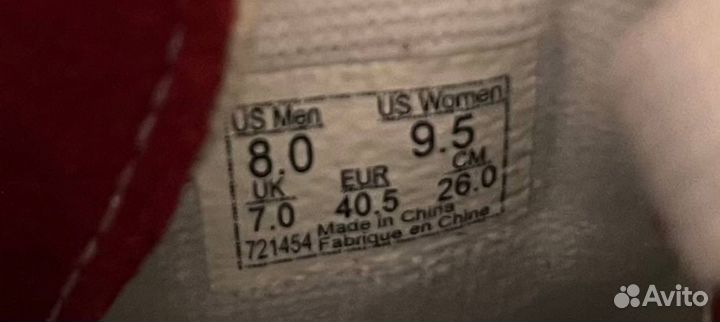 US Men US Women
8.0 9.5
UK EUR CM
7.0 40.5 26.0
Made in China
721454 Fabrique en Chine
Avito